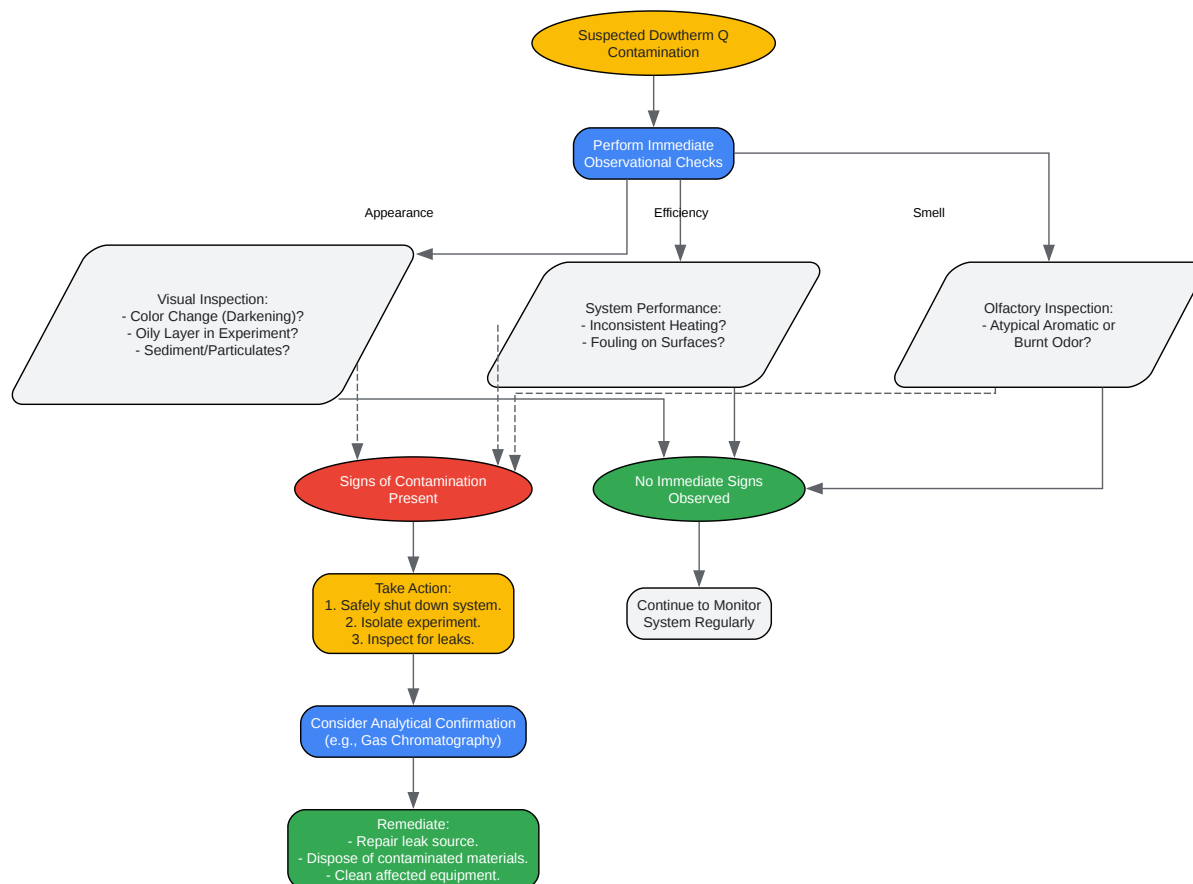 Suspected Dowtherm Q
Contamination
Perform Immediate
Observational Checks
Appearance
Efficiency
Smell
Visual Inspection:
- Color Change (Darkening)?
- Oily Layer in Experiment?
- Sediment/Particulates?
System Performance:
- Inconsistent Heating?
- Fouling on Surfaces?
Olfactory Inspection:
- Atypical Aromatic or
Burnt Odor?
Signs of Contamination
Present
No Immediate Signs
Observed
Take Action:
1. Safely shut down system.
2. Isolate experiment.
3. Inspect for leaks.
Continue to Monitor
System Regularly
Consider Analytical Confirmation
(e.g., Gas Chromatography)
Remediate:
- Repair leak source.
- Dispose of contaminated materials.
- Clean affected equipment.